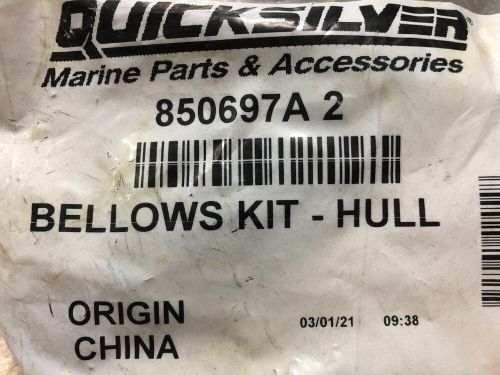 QUICKSILVER®
Marine Parts & Accessories
850697A 2
BELLOWS KIT - HULL
ORIGIN 03/01/21 09:38
CHINA